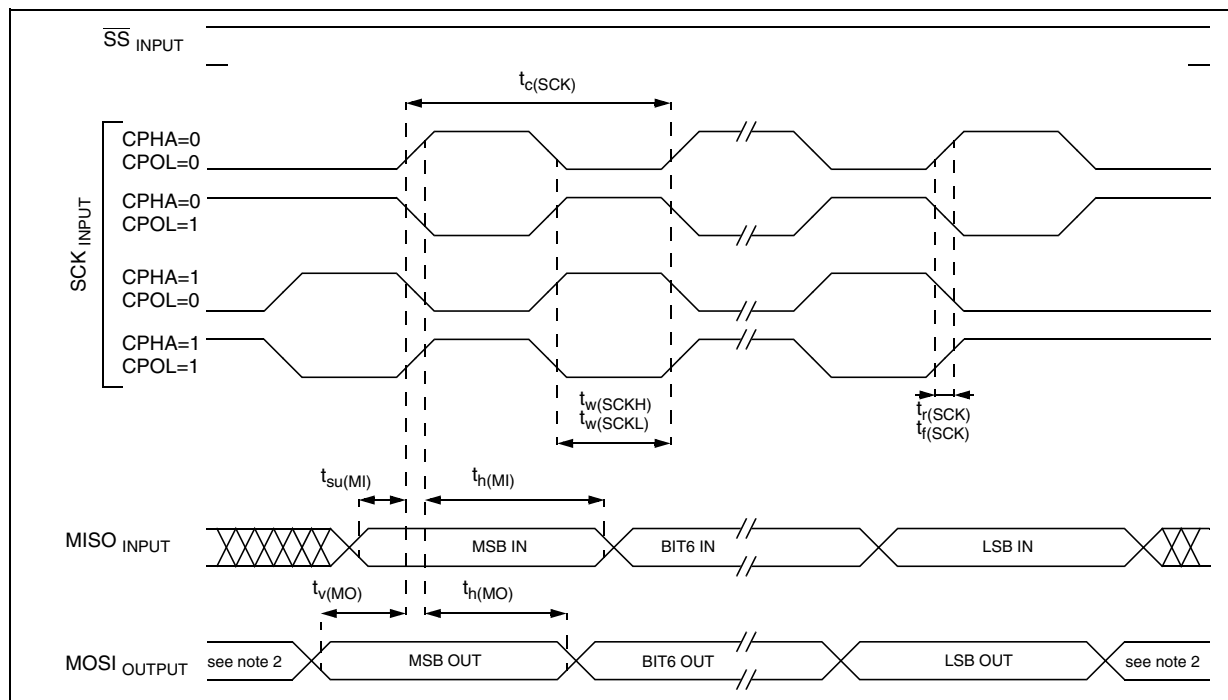 SS INPUT
tc(SCK)
SCK INPUT
CPHA=0
CPOL=0
CPHA=0
CPOL=1
CPHA=1
CPOL=0
CPHA=1
CPOL=1
tw(SCKH)
tw(SCKL)
tr(SCK)
tf(SCK)
tsu(MI)
th(MI)
MISO INPUT
MSB IN
BIT6 IN
LSB IN
tv(MO)
th(MO)
MOSI OUTPUT
see note 2
MSB OUT
BIT6 OUT
LSB OUT
see note 2